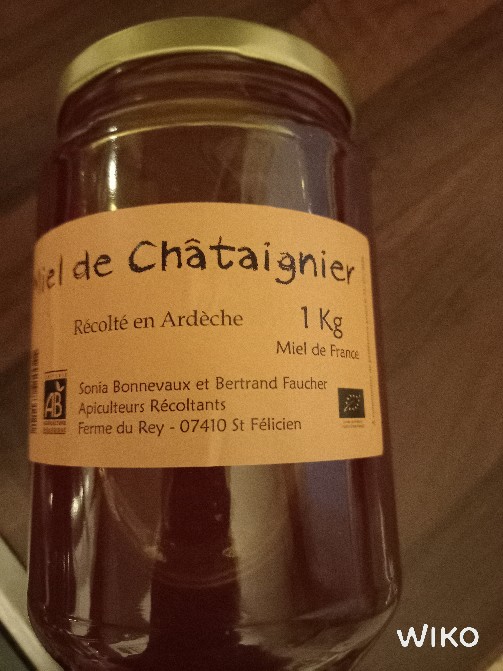 Miel de Châtaignier
Récolté en Ardèche
1 Kg
Miel de France
Sonia Bonnevaux et Bertrand Faucher
Apiculteurs Récoltants
Ferme du Rey - 07410 St Félicien
AB
WIKO